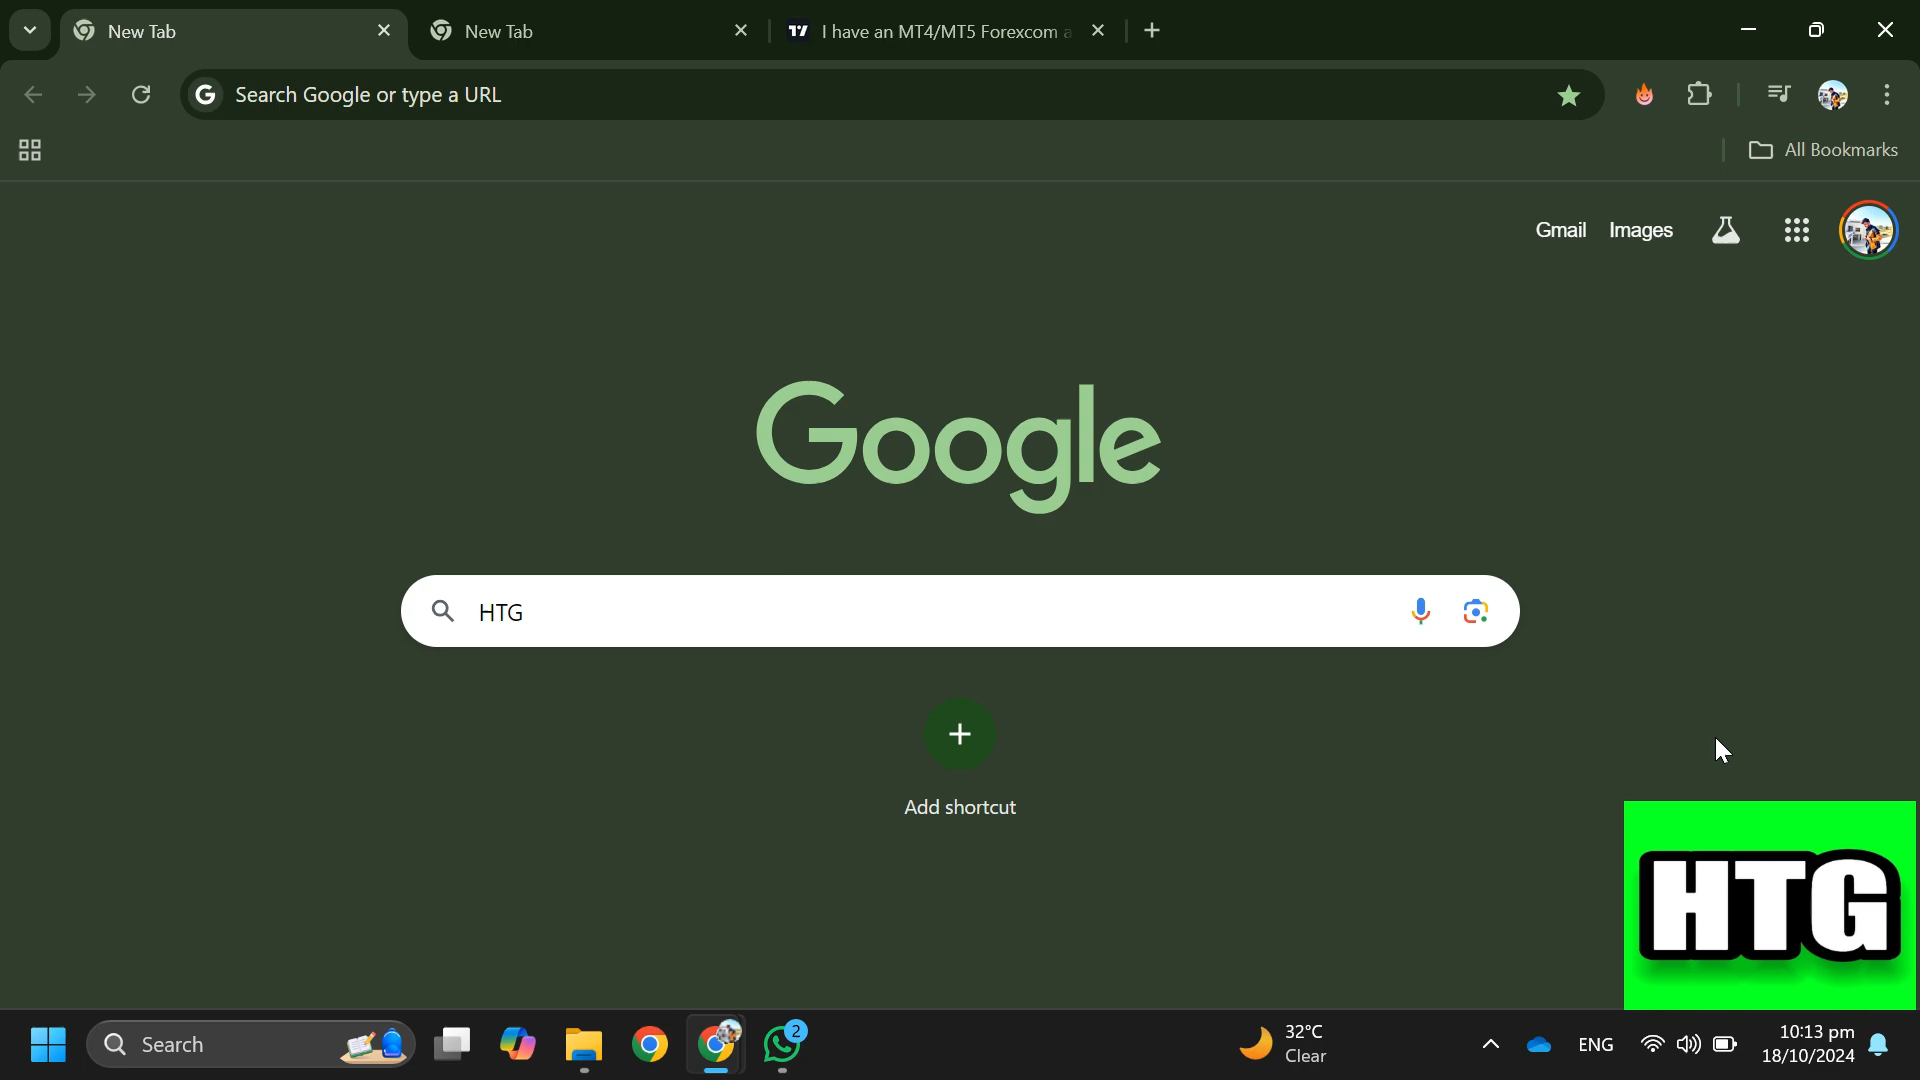 New Tab
New Tab
I have an MT4/MT5 Forexcom a
Search Google or type a URL
All Bookmarks
Gmail
Images
Google
HTG
Add shortcut
HTG
Search
2
32°C
Clear
ENG
10:13 pm
18/10/2024